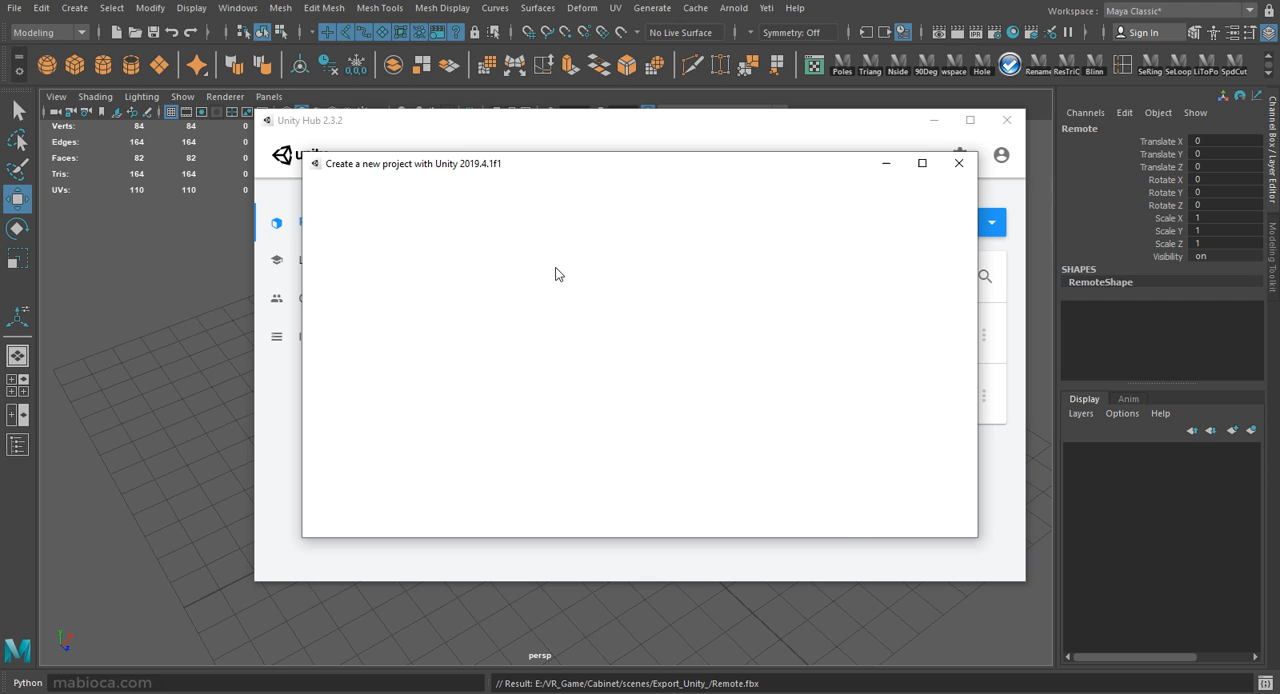 File Edit Create Select Modify Display Windows Mesh Edit Mesh Mesh Tools Mesh Display Curves Surfaces Deform UV Generate Cache Arnold Yeti Help
Workspace : Maya Classic*
Modeling No Live Surface Symmetry: Off Sign In
Poles Triang Nside 90Deg wspace Hole Rename ResTriC Blinn SeRing SeLoop LiToPo SpdCut
View Shading Lighting Show Renderer Panels
Verts: 84 84 0
Edges: 164 164 0
Faces: 82 82 0
Tris: 164 164 0
UVs: 110 110 0
Unity Hub 2.3.2
Create a new project with Unity 2019.4.1f1
Channels Edit Object Show
Remote
Translate X 0
Translate Y 0
Translate Z 0
Rotate X 0
Rotate Y 0
Rotate Z 0
Scale X 1
Scale Y 1
Scale Z 1
Visibility on
SHAPES
RemoteShape
Display Anim
Layers Options Help
Channel Box / Layer Editor
Modeling Toolkit
persp
Python mabioca.com // Result: E:/VR_Game/Cabinet/scenes/Export_Unity_/Remote.fbx